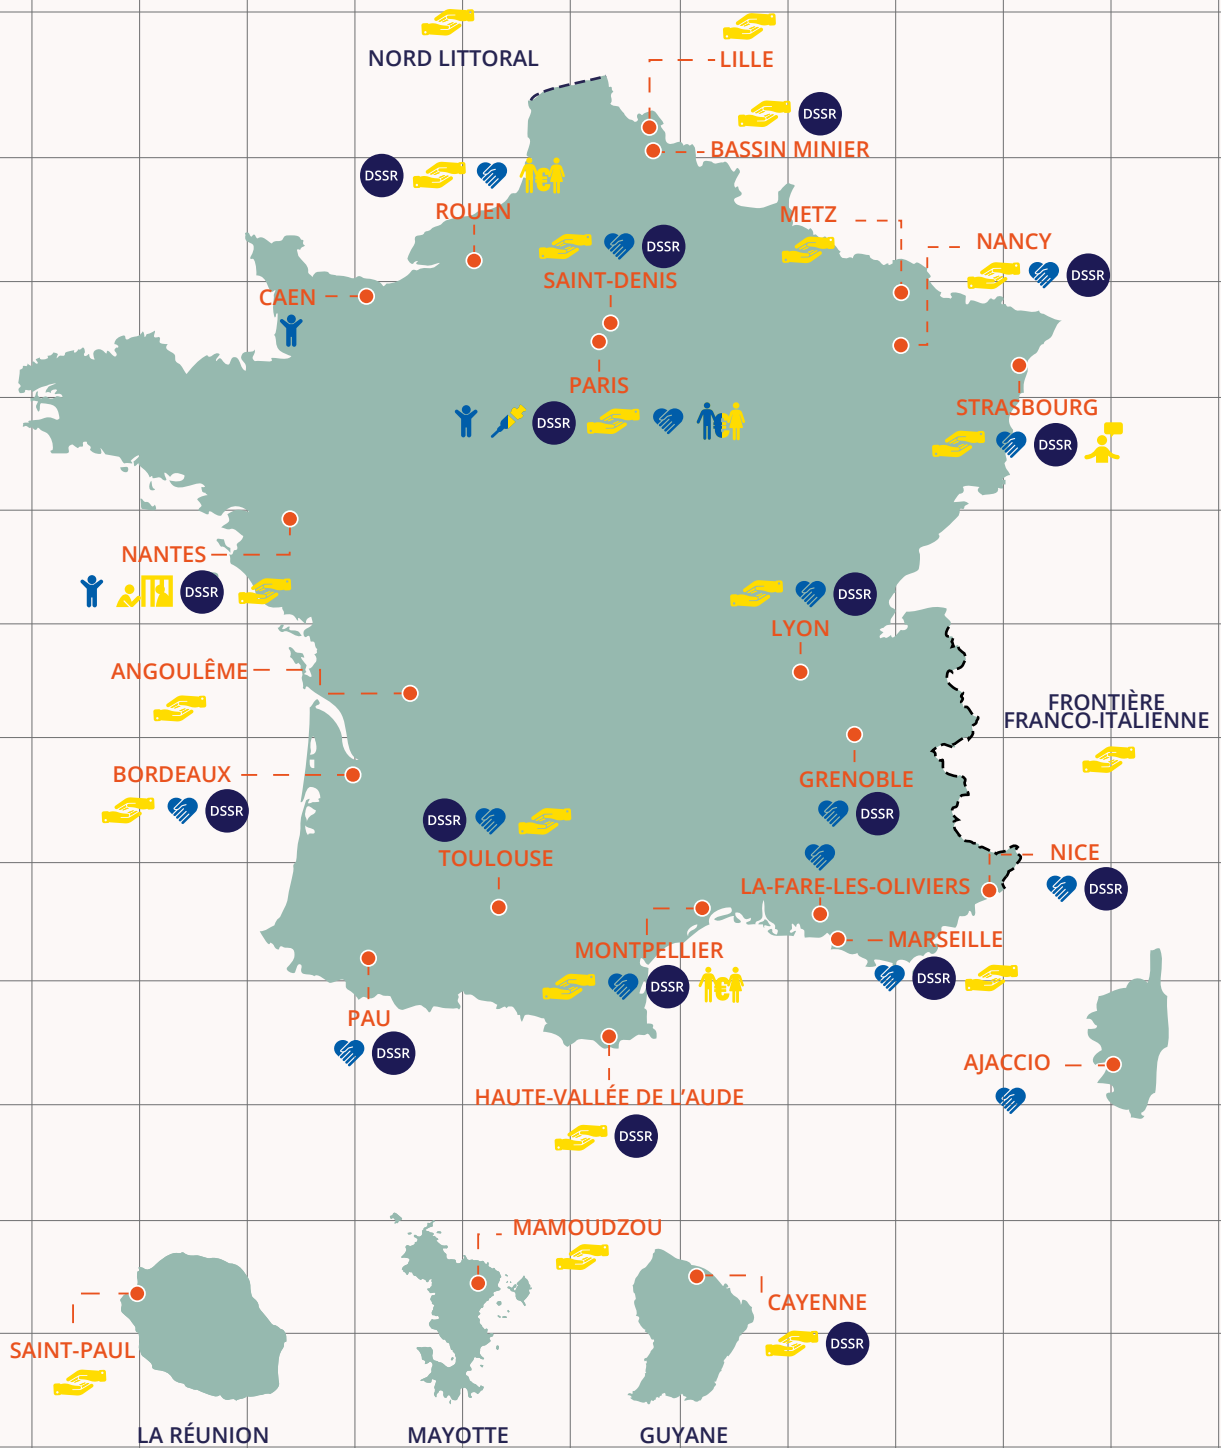 NORD LITTORAL
LILLE
DSSR
BASSIN MINIER
DSSR
ROUEN
METZ
NANCY
DSSR
SAINT-DENIS
DSSR
CAEN
PARIS
DSSR
STRASBOURG
DSSR
NANTES
DSSR
DSSR
LYON
ANGOULÊME
FRONTIÈRE
FRANCO-ITALIENNE
BORDEAUX
DSSR
GRENOBLE
DSSR
DSSR
TOULOUSE
NICE
DSSR
LA-FARE-LES-OLIVIERS
MONTPELLIER
DSSR
MARSEILLE
DSSR
PAU
DSSR
AJACCIO
HAUTE-VALLÉE DE L'AUDE
DSSR
MAMOUDZOU
CAYENNE
DSSR
SAINT-PAUL
LA RÉUNION
MAYOTTE
GUYANE